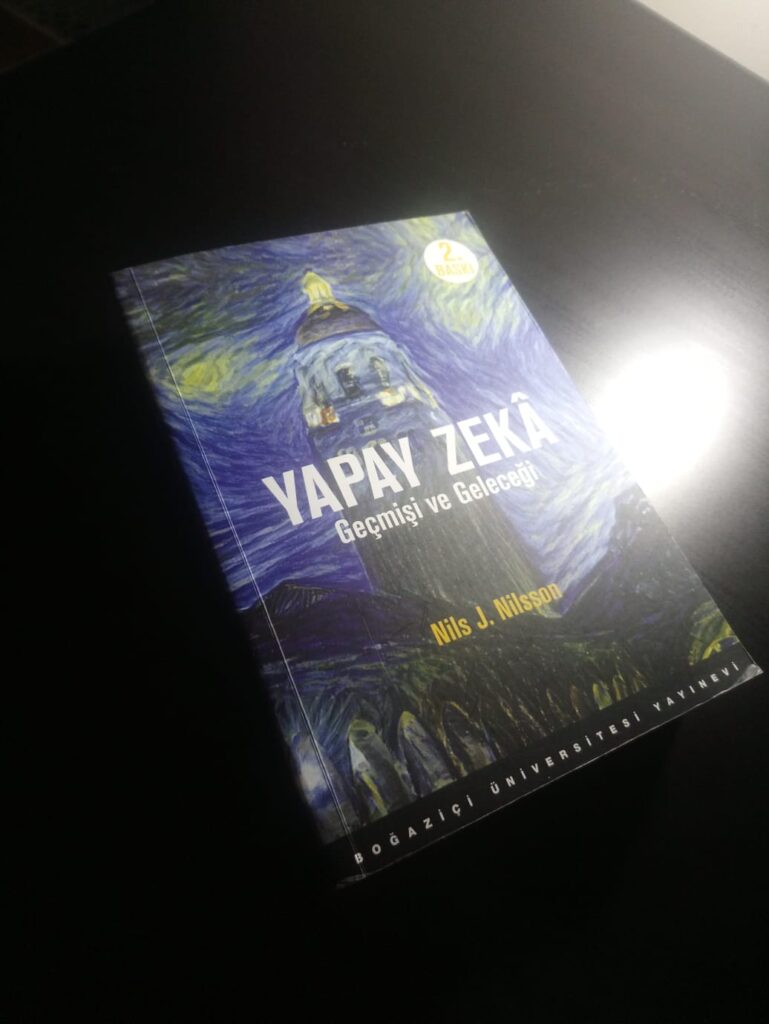 2.
BASKI
YAPAY ZEKÂ
Geçmişi ve Geleceği
Nils J. Nilsson
BOĞAZİÇİ ÜNİVERSİTESİ YAYINEVİ